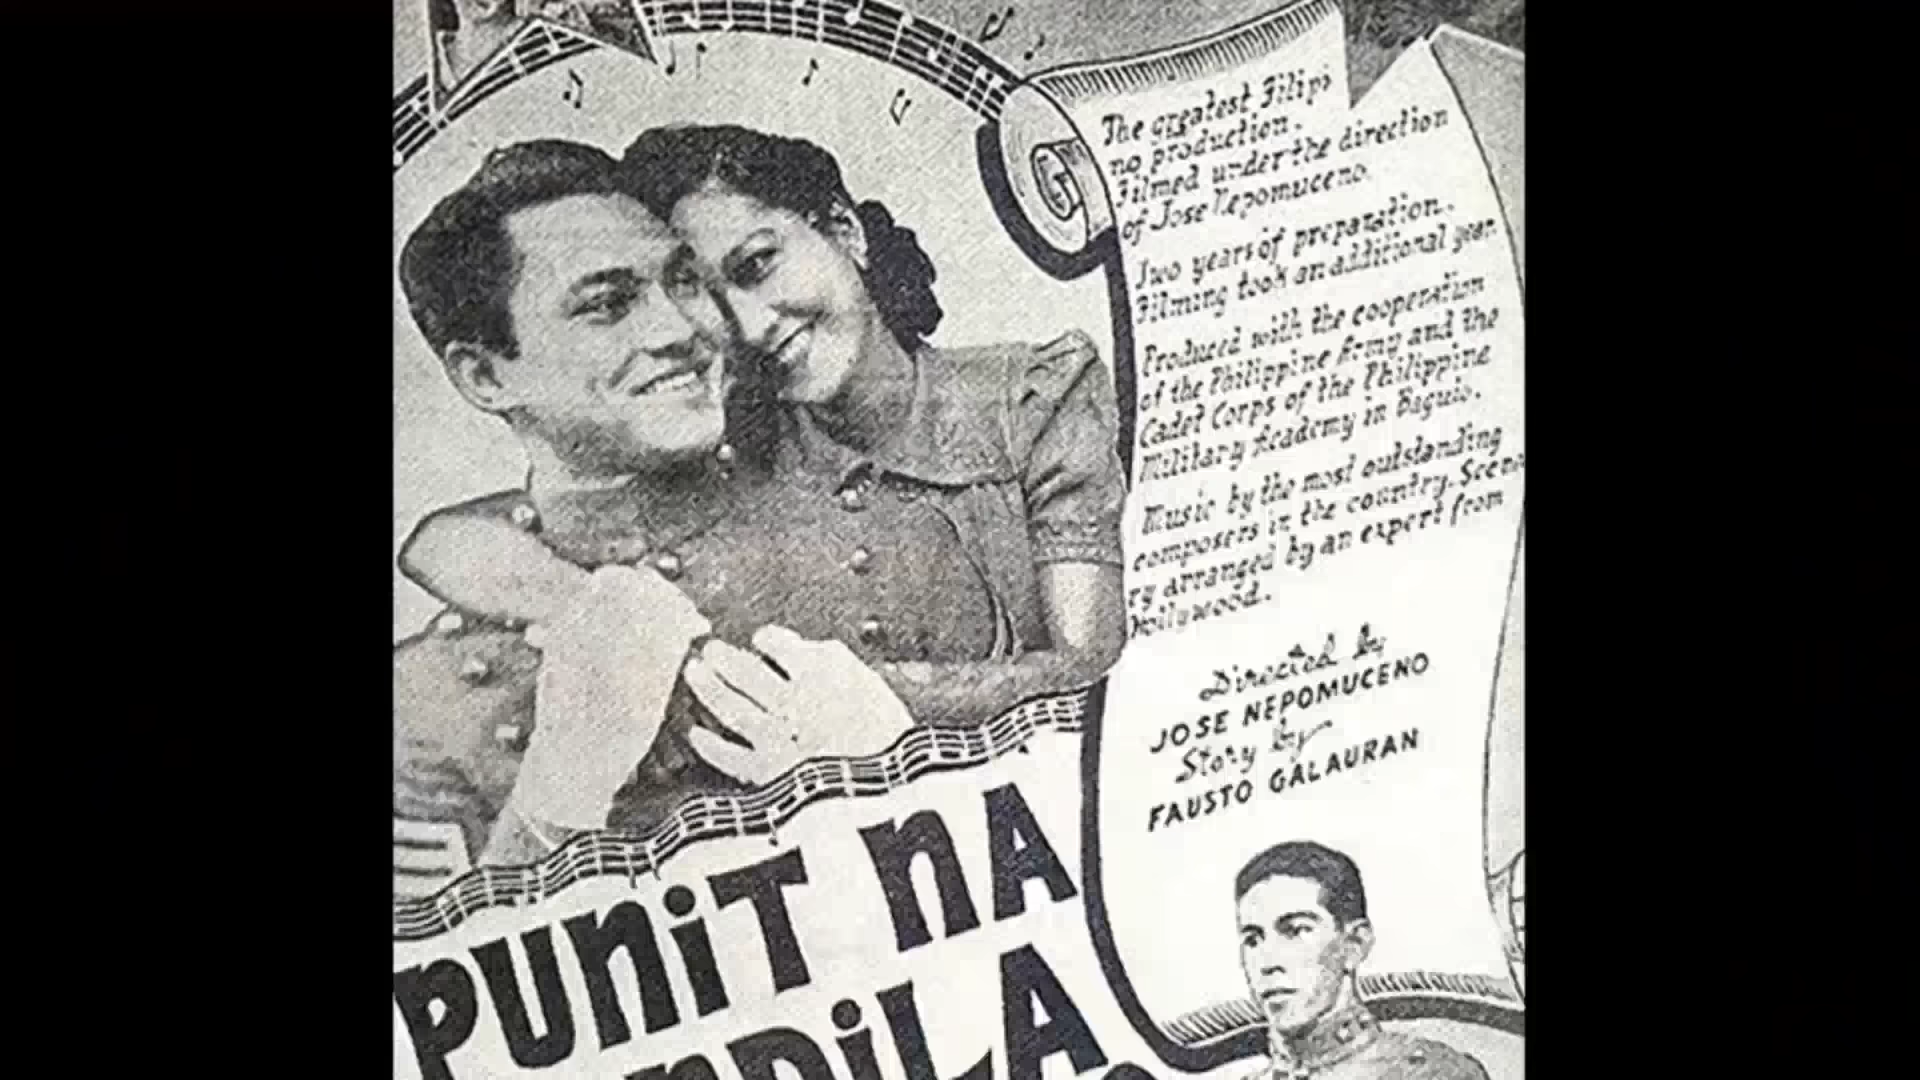 The greatest Filipi
no production.
Filmed under the direction
of Jose Nepomuceno.
Two years of preparation.
Filming took an additional year.
Produced with the cooperation
of the Philippine Army and the
Cadet Corps of the Philippine
Military Academy in Baguio.
Music by the most outstanding
composers in the country. Scen
ry arranged by an expert from
Hollywood.
Directed by
JOSE NEPOMUCENO
Story by
FAUSTO GALAURAN
PUNiT NA